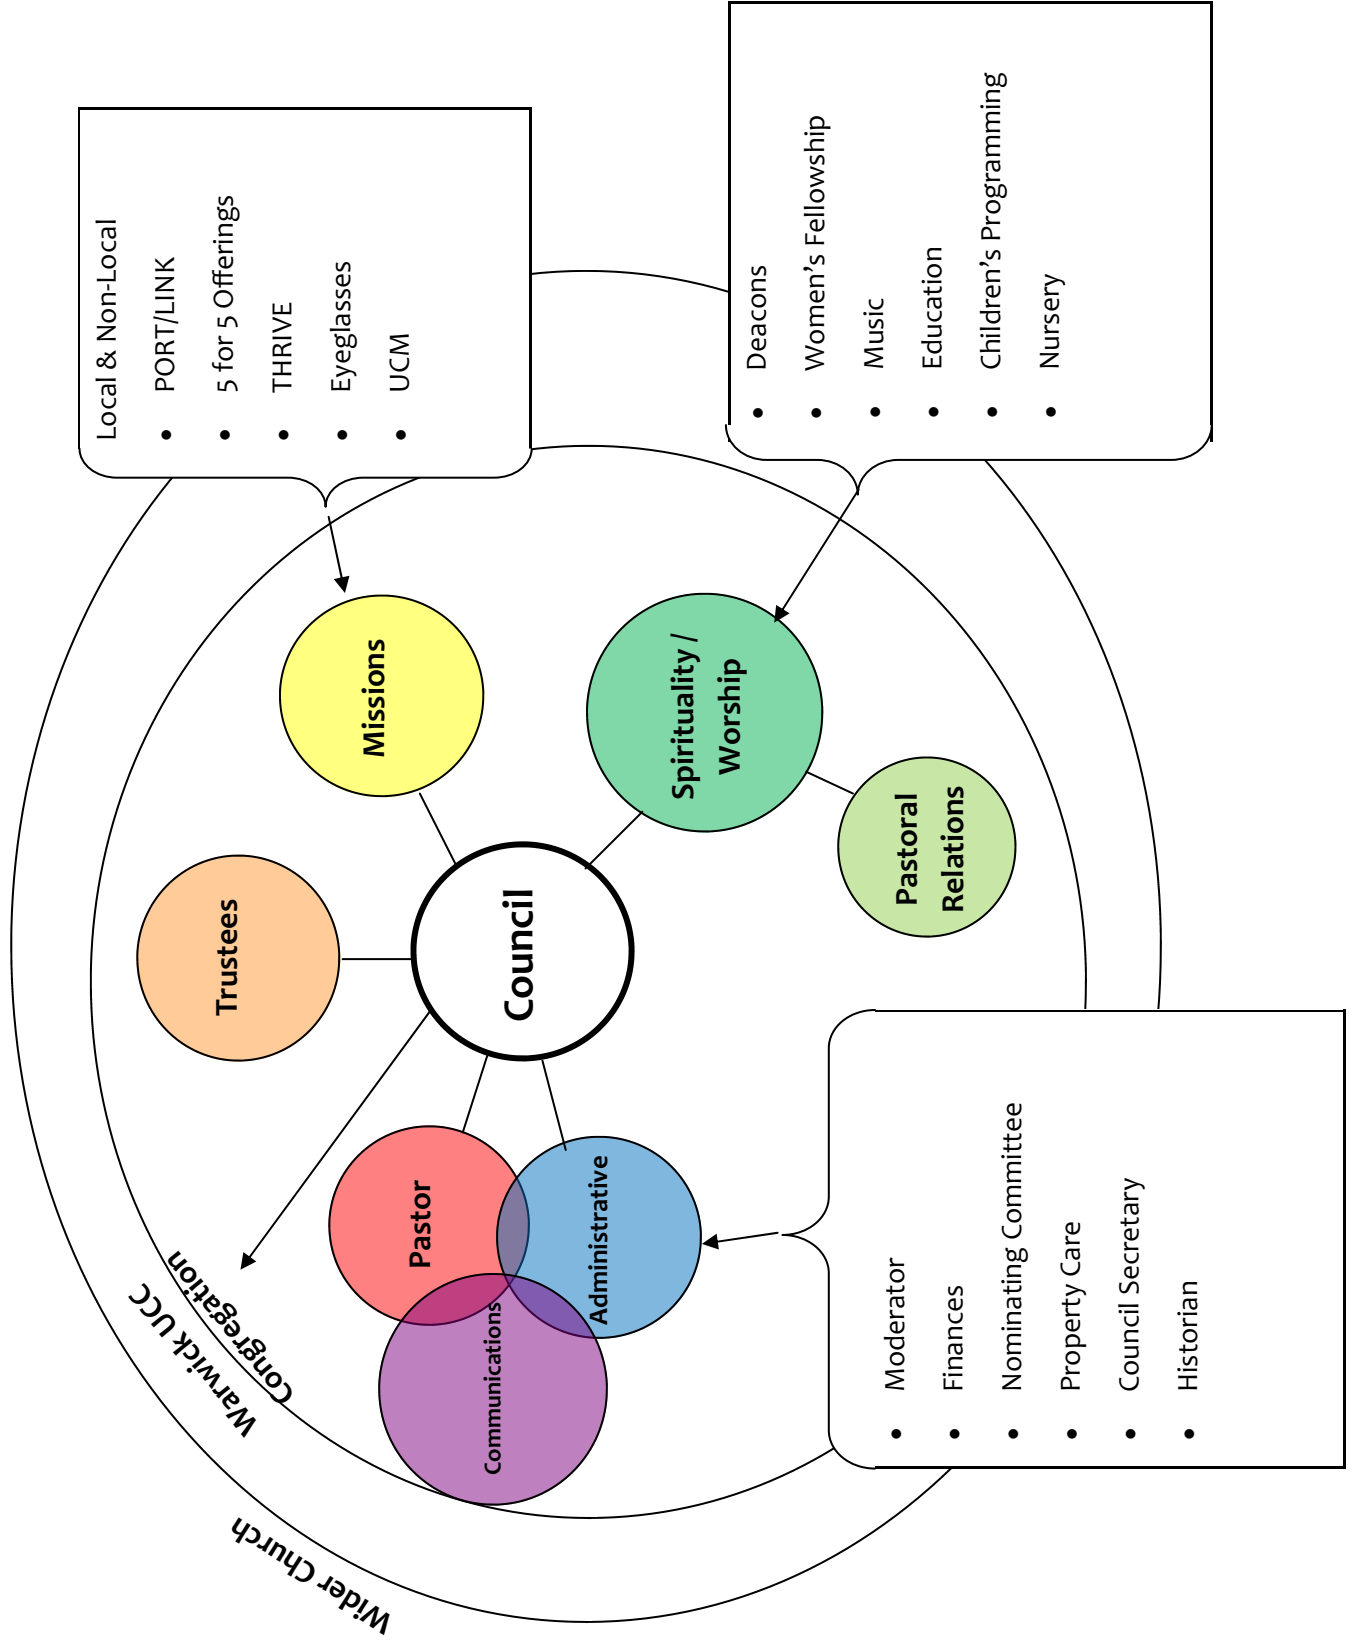 Wider Church
Warwick UCC
Congregation
Trustees
Missions
Council
Pastor
Communications
Administrative
Spirituality /
Worship
Pastoral
Relations
Local & Non-Local
• PORT/LINK
• 5 for 5 Offerings
• THRIVE
• Eyeglasses
• UCM
• Deacons
• Women’s Fellowship
• Music
• Education
• Children’s Programming
• Nursery
• Moderator
• Finances
• Nominating Committee
• Property Care
• Council Secretary
• Historian